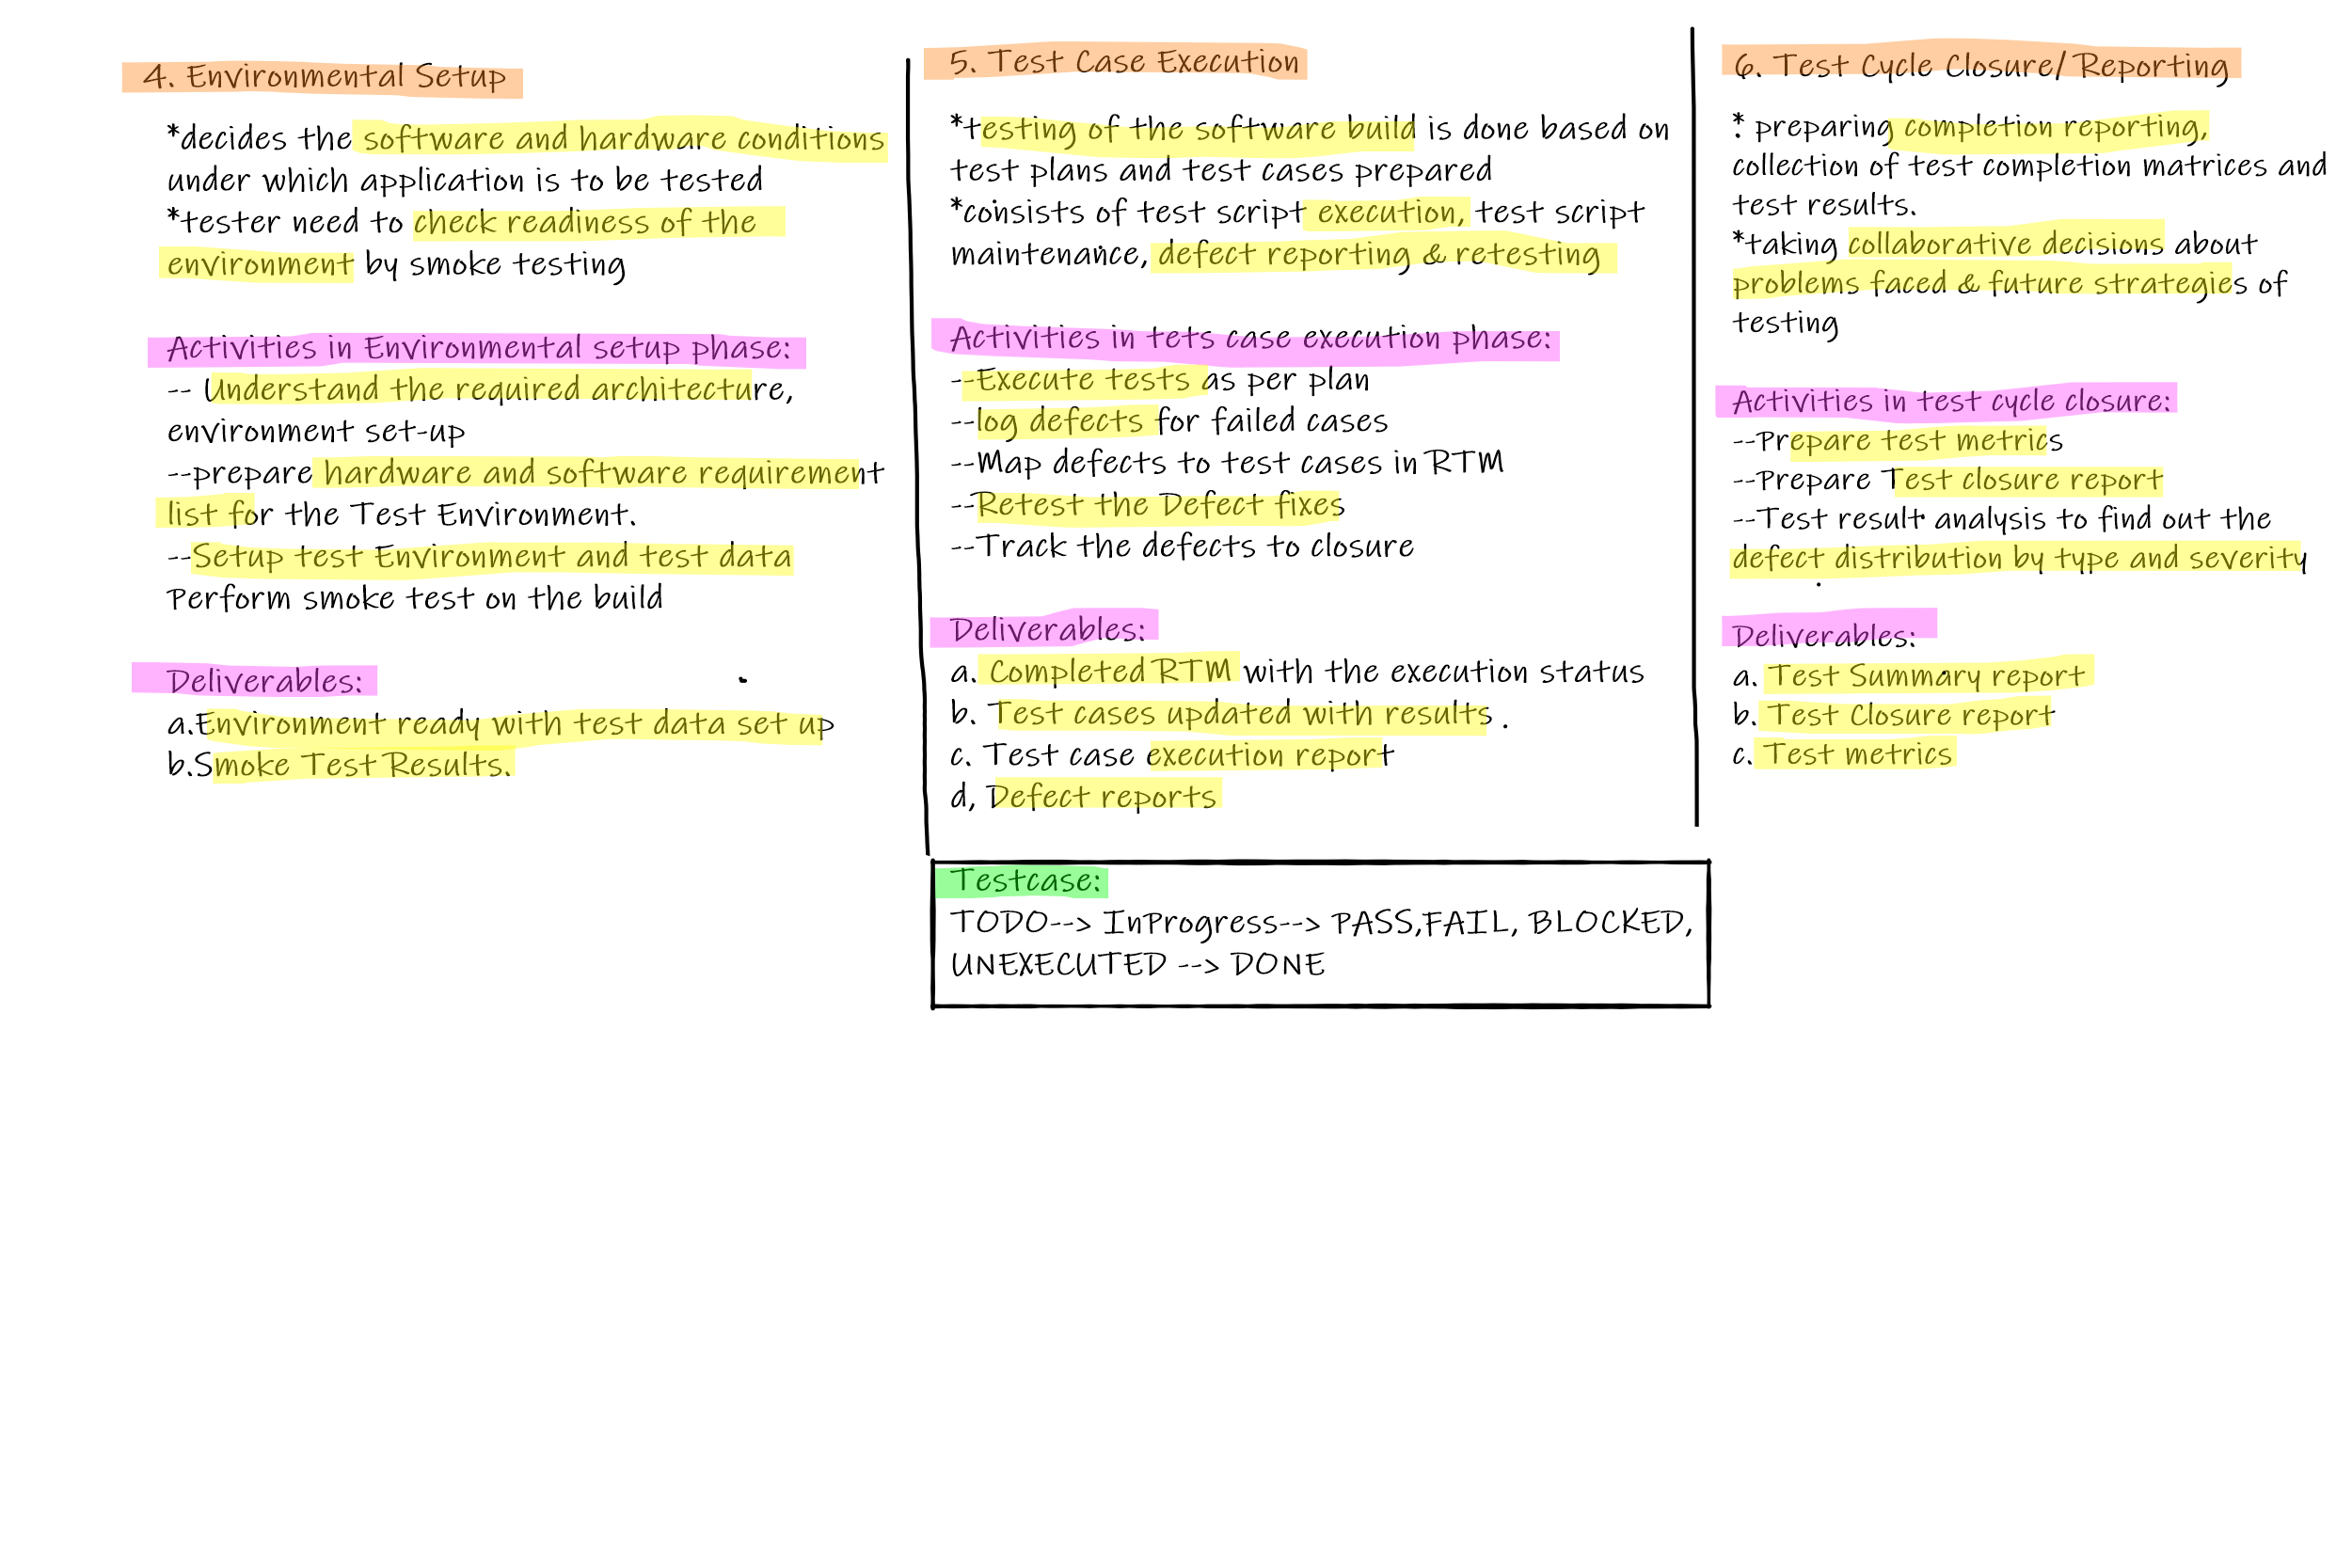 4. Environmental Setup
*decides the software and hardware conditions
under which application is to be tested
*tester need to check readiness of the
environment by smoke testing
Activities in Environmental setup phase:
-- Understand the required architecture,
environment set-up
--prepare hardware and software requirement
list for the Test Environment.
--Setup test Environment and test data
Perform smoke test on the build
Deliverables:
a.Environment ready with test data set up
b.Smoke Test Results.
5. Test Case Execution
*testing of the software build is done based on
test plans and test cases prepared
*consists of test script execution, test script
maintenance, defect reporting & retesting
Activities in tets case execution phase:
--Execute tests as per plan
--log defects for failed cases
--Map defects to test cases in RTM
--Retest the Defect fixes
--Track the defects to closure
Deliverables:
a. Completed RTM with the execution status
b. Test cases updated with results .
c. Test case execution report
d, Defect reports
Testcase:
TODO--> InProgress--> PASS,FAIL, BLOCKED,
UNEXECUTED --> DONE
6. Test Cycle Closure/ Reporting
* preparing completion reporting,
collection of test completion matrices and
test results.
*taking collaborative decisions about
problems faced & future strategies of
testing
Activities in test cycle closure:
--Prepare test metrics
--Prepare Test closure report
--Test result analysis to find out the
defect distribution by type and severity
Deliverables:
a. Test Summary report
b. Test Closure report
c. Test metrics